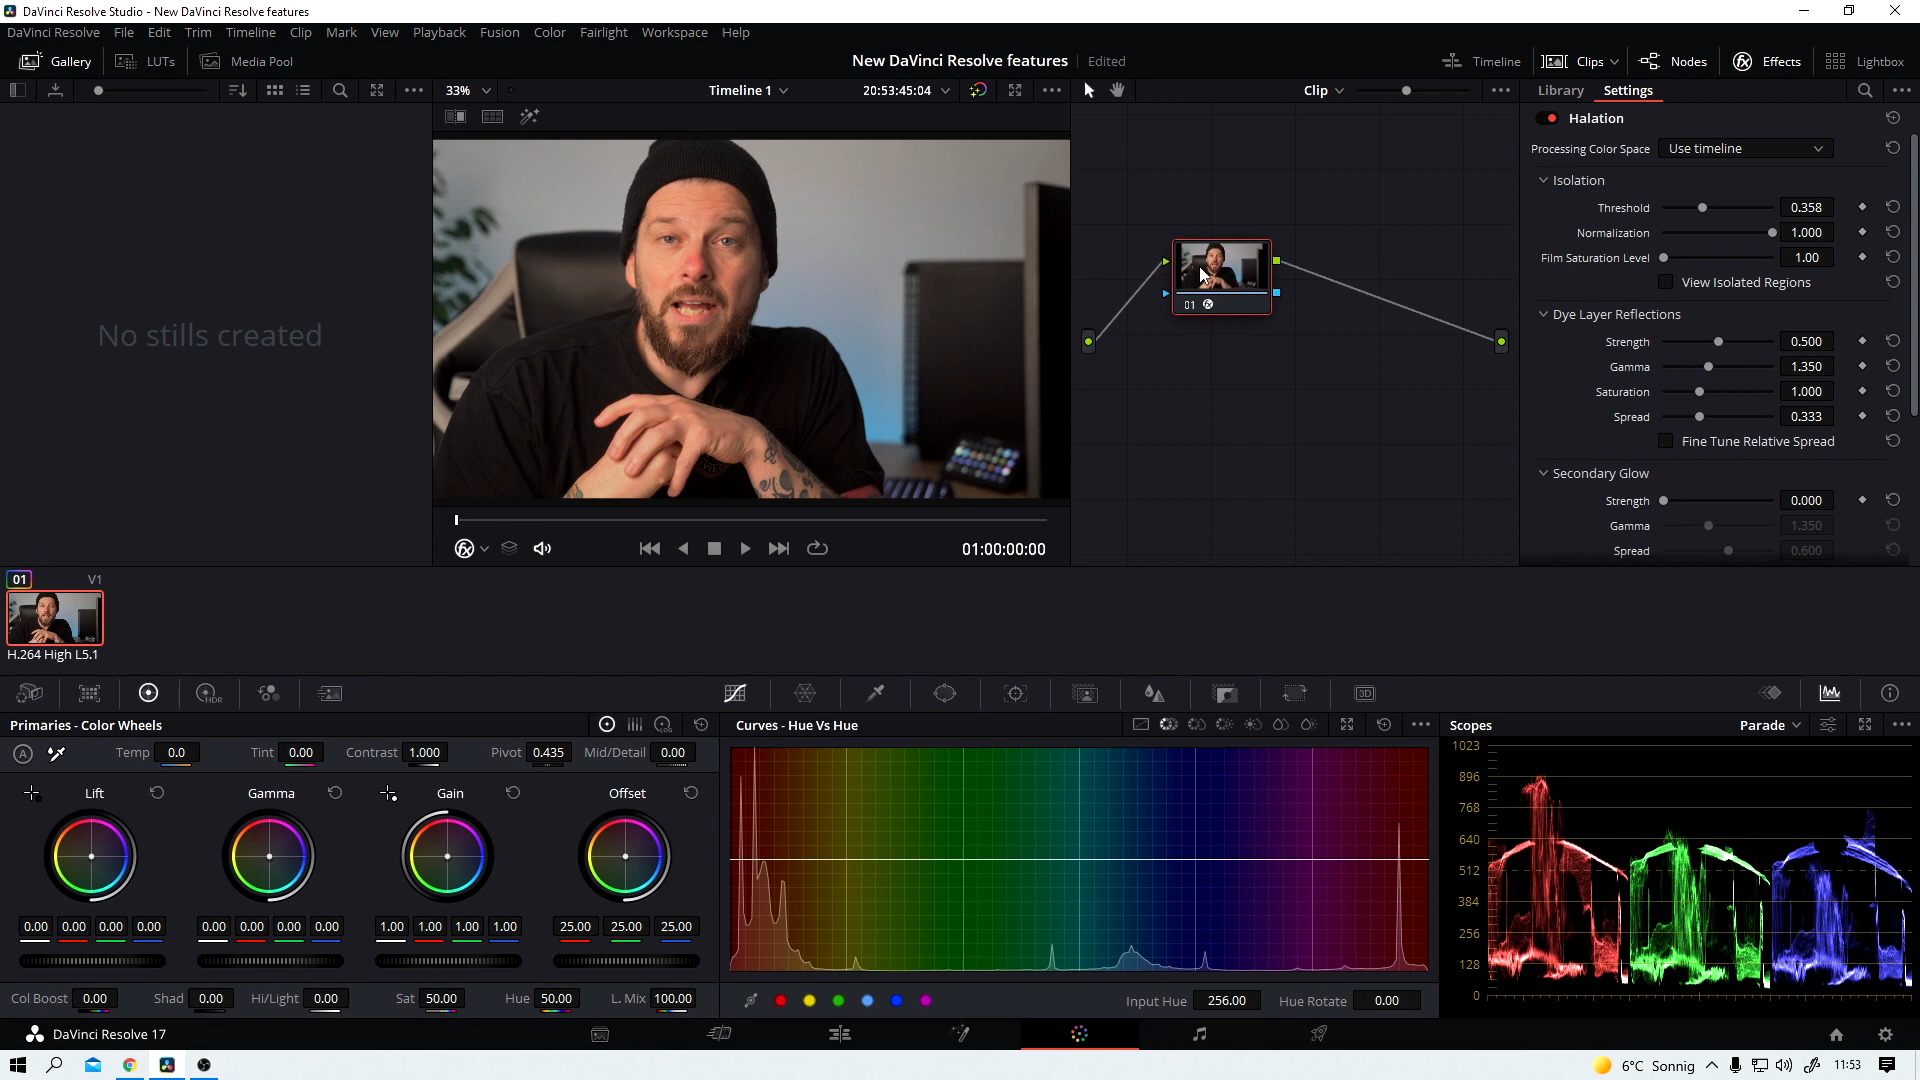 DaVinci Resolve Studio - New DaVinci Resolve features
DaVinci Resolve File Edit Trim Timeline Clip Mark View Playback Fusion Color Fairlight Workspace Help
Gallery LUTs Media Pool New DaVinci Resolve features Edited Timeline Clips Nodes Effects Lightbox
33% Timeline 1 20:53:45:04 Clip Library Settings
Halation
Processing Color Space Use timeline
Isolation
Threshold 0.358
Normalization 1.000
Film Saturation Level 1.00
View Isolated Regions
Dye Layer Reflections
Strength 0.500
Gamma 1.350
Saturation 1.000
Spread 0.333
Fine Tune Relative Spread
Secondary Glow
Strength 0.000
Gamma 1.350
Spread 0.600
No stills created
01
01:00:00:00
01 V1
H.264 High L5.1
HDR
3D
Primaries - Color Wheels
LOG
Curves - Hue Vs Hue
Scopes Parade
A Temp 0.0 Tint 0.00 Contrast 1.000 Pivot 0.435 Mid/Detail 0.00
Lift Gamma Gain Offset
0.00 0.00 0.00 0.00 0.00 0.00 0.00 0.00 1.00 1.00 1.00 1.00 25.00 25.00 25.00
Col Boost 0.00 Shad 0.00 Hi/Light 0.00 Sat 50.00 Hue 50.00 L. Mix 100.00
Input Hue 256.00 Hue Rotate 0.00
1023
896
768
640
512
384
256
128
0
DaVinci Resolve 17
6°C Sonnig 11:53